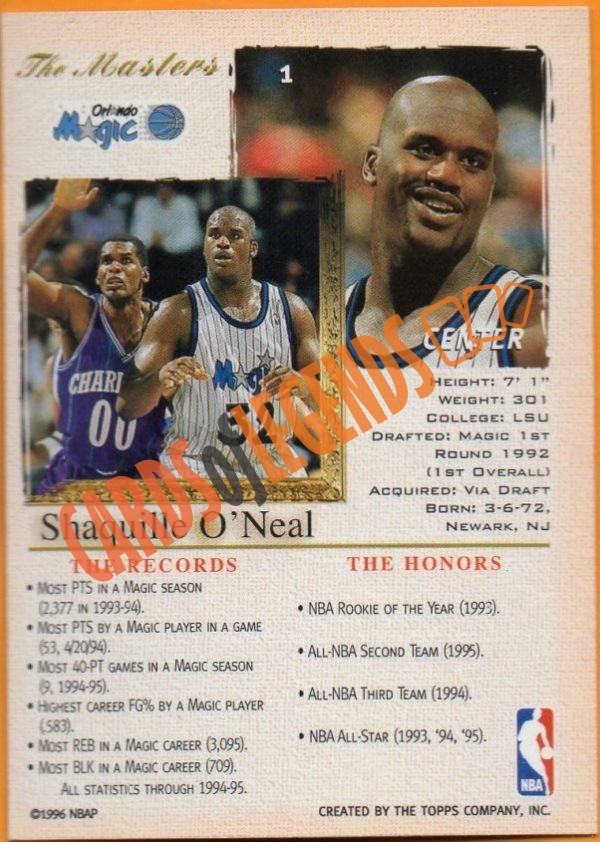 The Masters
1
Orlando
Magic
CHARL
00
Magic
CENTER
HEIGHT: 7' 1"
WEIGHT: 301
COLLEGE: LSU
DRAFTED: MAGIC 1ST
ROUND 1992
(1ST OVERALL)
ACQUIRED: VIA DRAFT
BORN: 3-6-72,
NEWARK, NJ
CARDS of LEGENDS
Shaquille O'Neal
THE RECORDS
• MOST PTS IN A MAGIC SEASON
(2,377 IN 1993-94).
• MOST PTS BY A MAGIC PLAYER IN A GAME
(53, 4/20/94).
• MOST 40-PT GAMES IN A MAGIC SEASON
(9, 1994-95).
• HIGHEST CAREER FG% BY A MAGIC PLAYER
(.583).
• MOST REB IN A MAGIC CAREER (3,095).
• MOST BLK IN A MAGIC CAREER (709).
ALL STATISTICS THROUGH 1994-95.
THE HONORS
• NBA ROOKIE OF THE YEAR (1993).
• ALL-NBA SECOND TEAM (1995).
• ALL-NBA THIRD TEAM (1994).
• NBA ALL-STAR (1993, '94, '95).
NBA
©1996 NBAP
CREATED BY THE TOPPS COMPANY, INC.